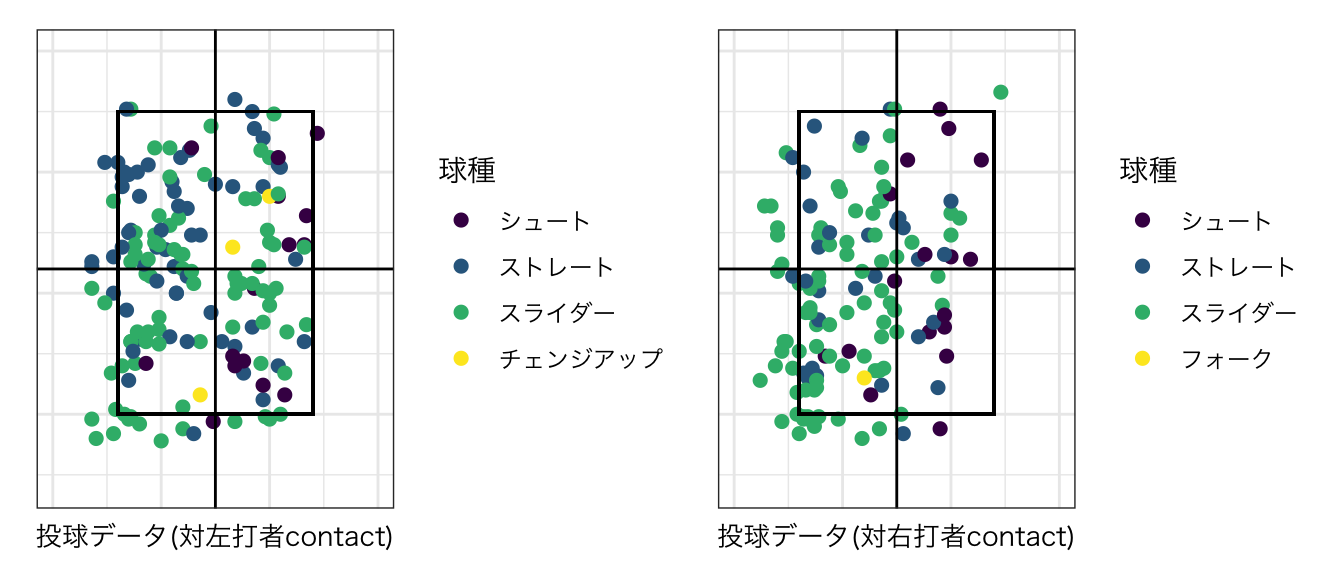 球種
シュート
ストレート
スライダー
チェンジアップ
投球データ(対左打者contact)
球種
シュート
ストレート
スライダー
フォーク
投球データ(対右打者contact)